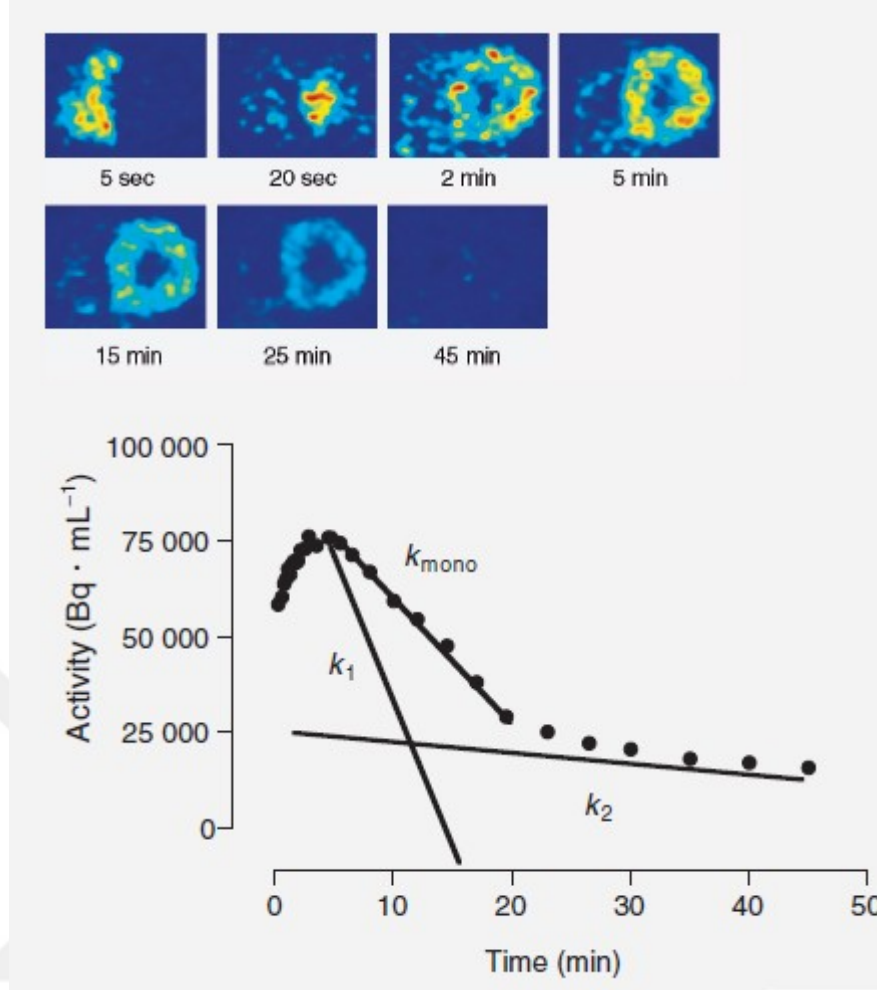 5 sec
20 sec
2 min
5 min
15 min
25 min
45 min
100 000
75 000
50 000
25 000
0
Activity (Bq · mL⁻¹)
kmono
k1
k2
0
10
20
30
40
Time (min)